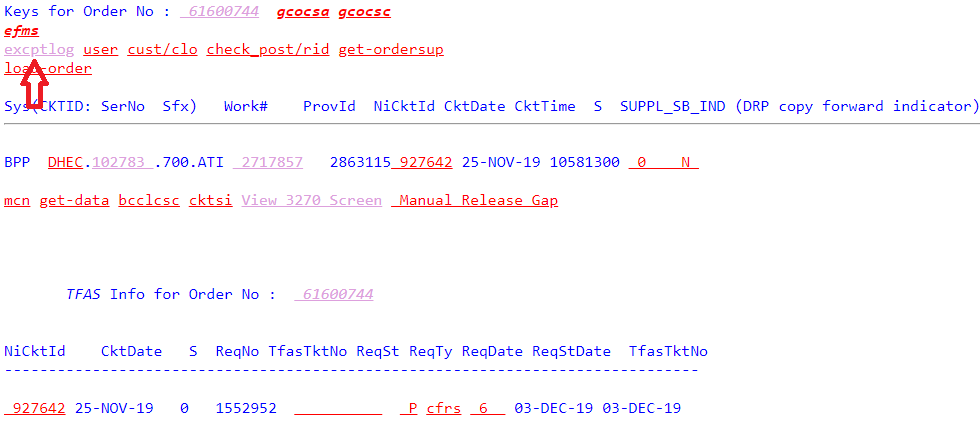 Keys for Order No : 61600744 gcocsa gcocsc
efms
excptlog user cust/clo check_post/rid get-ordersup
load-order
Sys(CKTID: SerNo Sfx) Work# ProvId NiCktId CktDate CktTime S SUPPL_SB_IND (DRP copy forward indicator)
BPP DHEC.102783 .700.ATI 2717857 2863115 927642 25-NOV-19 10581300 0 N
mcn get-data bcclcsc cktsi View 3270 Screen Manual Release Gap
TFAS Info for Order No : 61600744
NiCktId CktDate S ReqNo TfasTktNo ReqSt ReqTy ReqDate ReqStDate TfasTktNo
-------------------------------------------------------------------------------
927642 25-NOV-19 0 1552952 __________ P cfrs 6 03-DEC-19 03-DEC-19